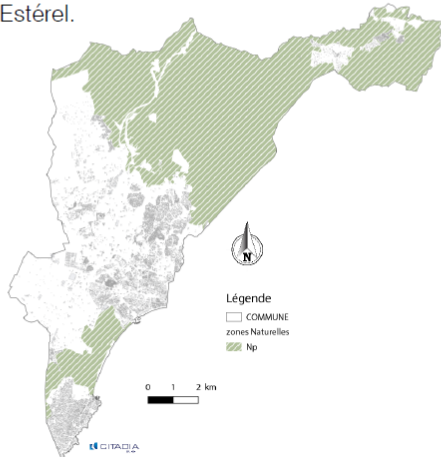 Estérel.
N
Légende
COMMUNE
zones Naturelles
Np
0 1 2 km
CITADIA